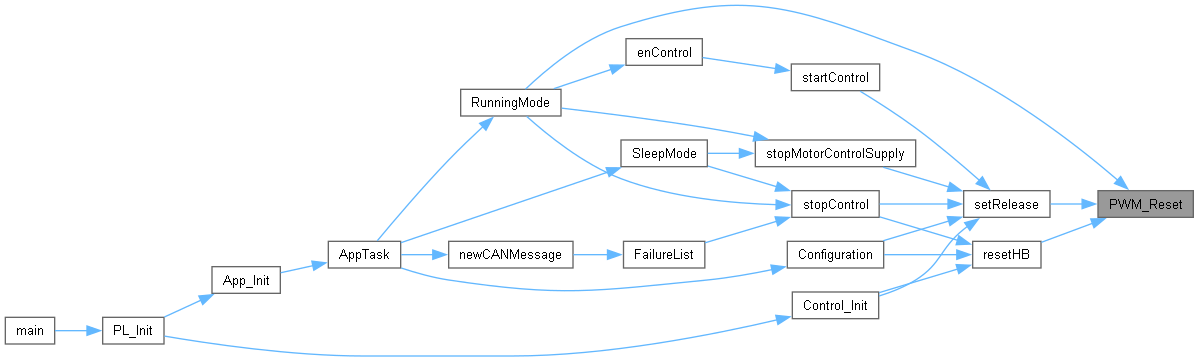 enControl
startControl
RunningMode
SleepMode
stopMotorControlSupply
stopControl
setRelease
PWM_Reset
AppTask
newCANMessage
FailureList
Configuration
resetHB
App_Init
Control_Init
main
PL_Init